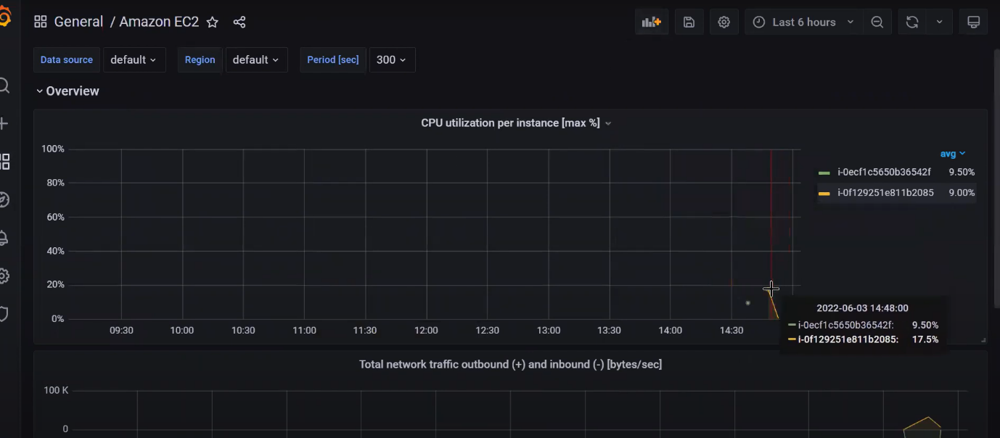 General / Amazon EC2
Last 6 hours
Data source default Region default Period [sec] 300
Overview
CPU utilization per instance [max %]
100%
80%
60%
40%
20%
0%
09:30 10:00 10:30 11:00 11:30 12:00 12:30 13:00 13:30 14:00 14:30
avg
i-0ecf1c5650b36542f 9.50%
i-0f129251e811b2085 9.00%
2022-06-03 14:48:00
i-0ecf1c5650b36542f: 9.50%
i-0f129251e811b2085: 17.5%
Total network traffic outbound (+) and inbound (-) [bytes/sec]
100 K
0